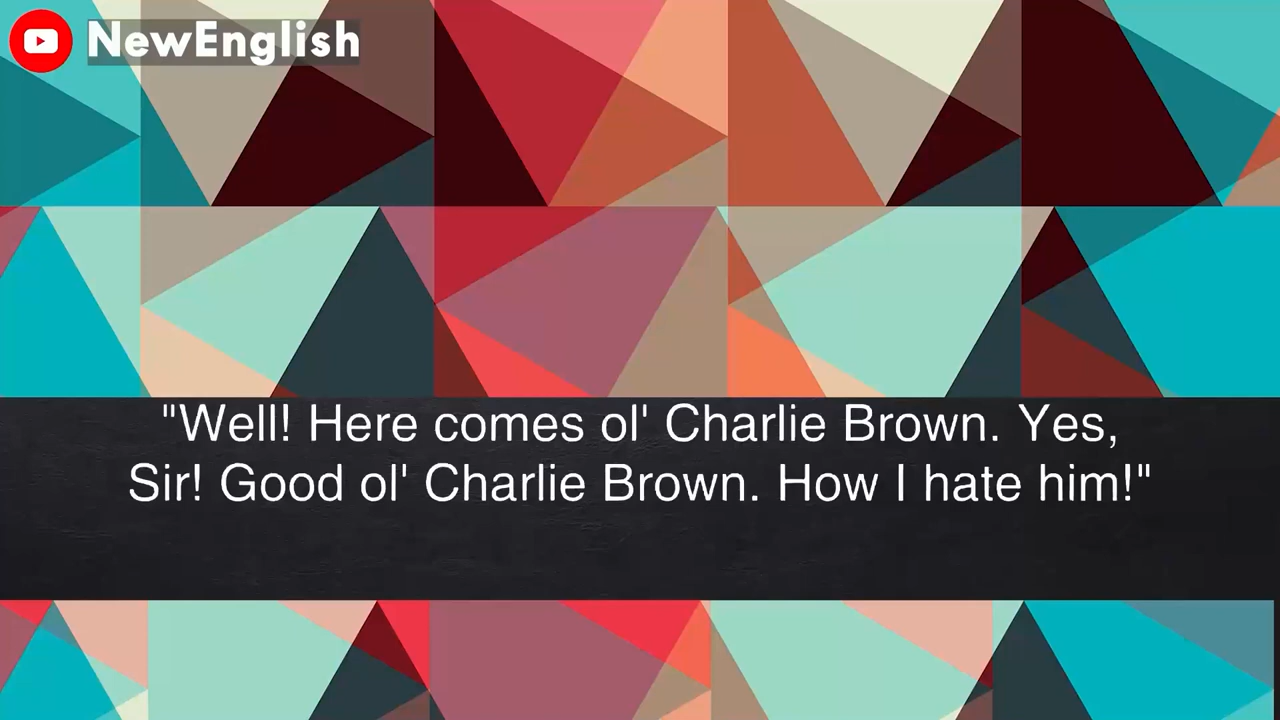 NewEnglish
"Well! Here comes ol' Charlie Brown. Yes,
Sir! Good ol' Charlie Brown. How I hate him!"